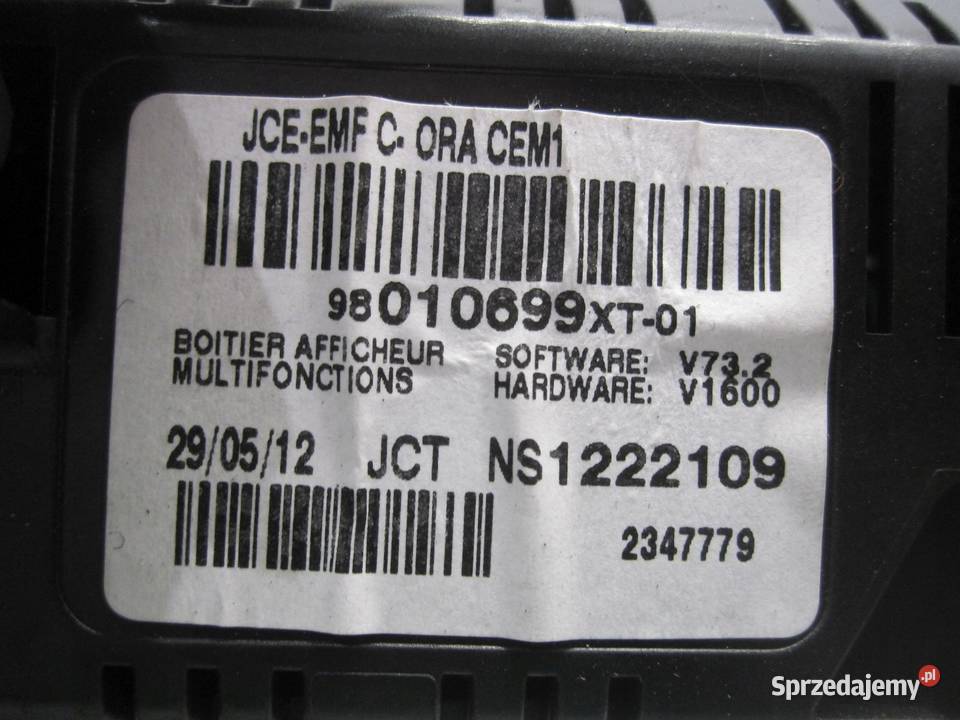 JCE-EMF C- ORA CEM1
98010699XT-01
BOITIER AFFICHEUR
MULTIFONCTIONS
SOFTWARE: V73.2
HARDWARE: V1600
29/05/12 JCT NS1222109
2347779
Sprzedajemy.pl